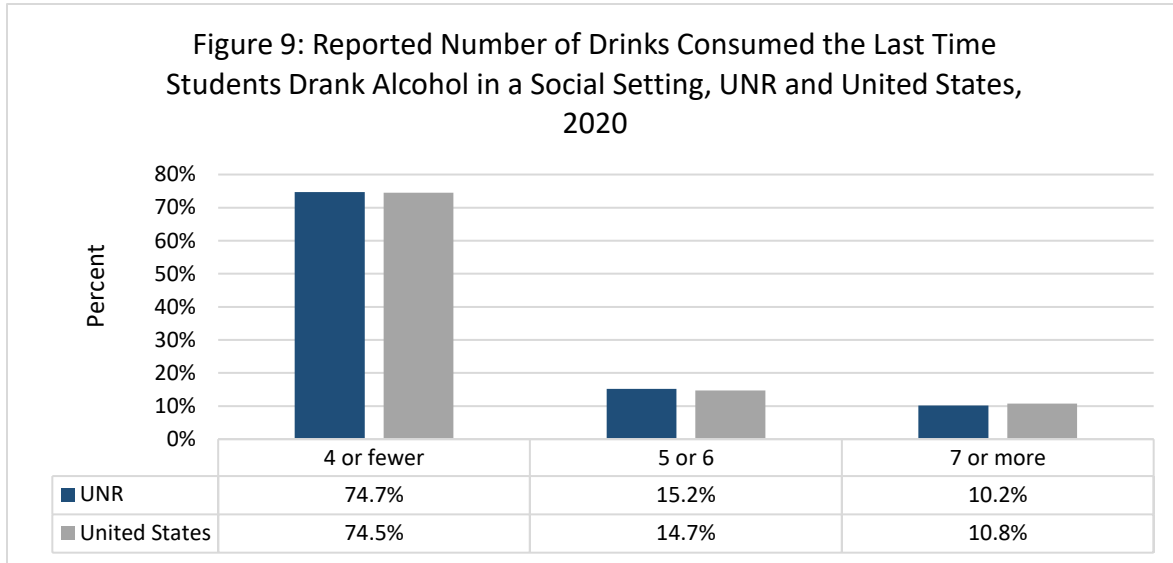 Figure 9: Reported Number of Drinks Consumed the Last Time
Students Drank Alcohol in a Social Setting, UNR and United States,
2020
Percent
80%
70%
60%
50%
40%
30%
20%
10%
0%
4 or fewer 5 or 6 7 or more
UNR 74.7% 15.2% 10.2%
United States 74.5% 14.7% 10.8%